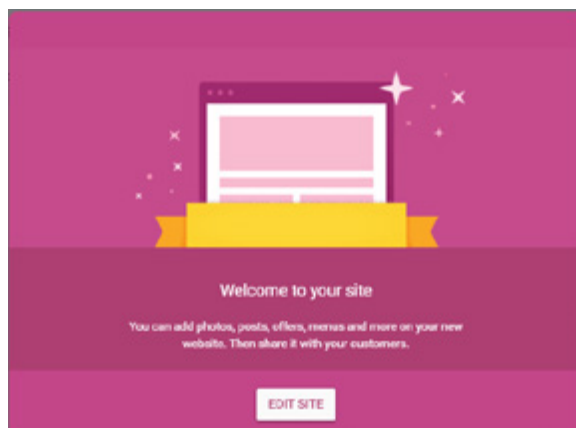 Welcome to your site
You can add photos, posts, offers, menus and more on your new
website. Then share it with your customers.
EDIT SITE